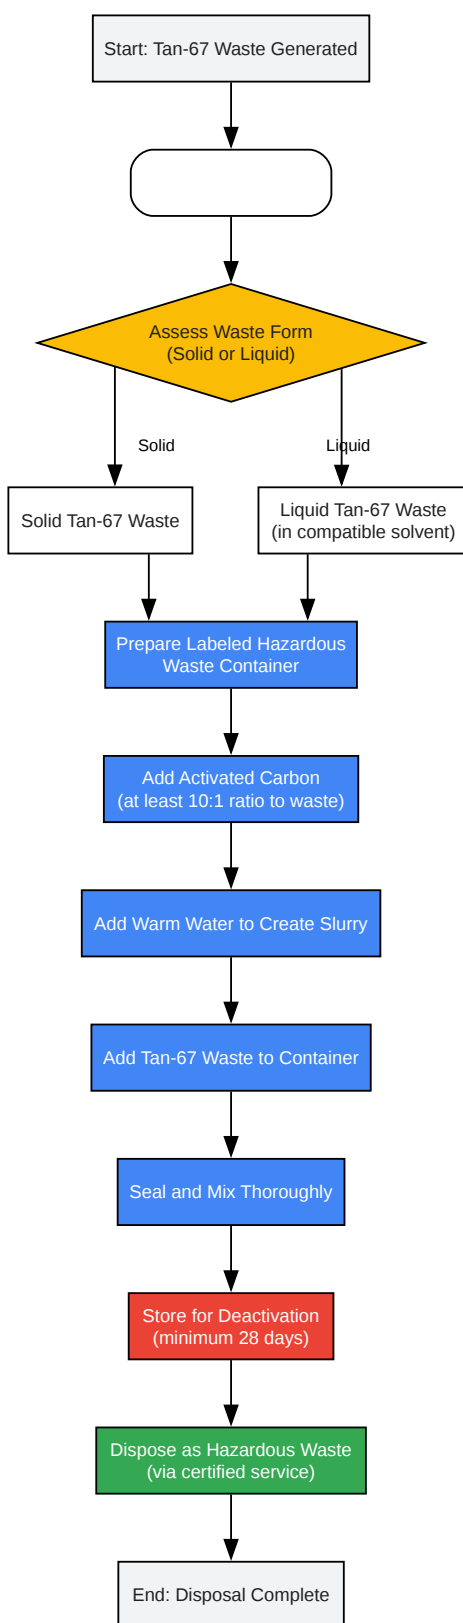 Start: Tan-67 Waste Generated
Assess Waste Form
(Solid or Liquid)
Solid
Liquid
Solid Tan-67 Waste
Liquid Tan-67 Waste
(in compatible solvent)
Prepare Labeled Hazardous
Waste Container
Add Activated Carbon
(at least 10:1 ratio to waste)
Add Warm Water to Create Slurry
Add Tan-67 Waste to Container
Seal and Mix Thoroughly
Store for Deactivation
(minimum 28 days)
Dispose as Hazardous Waste
(via certified service)
End: Disposal Complete